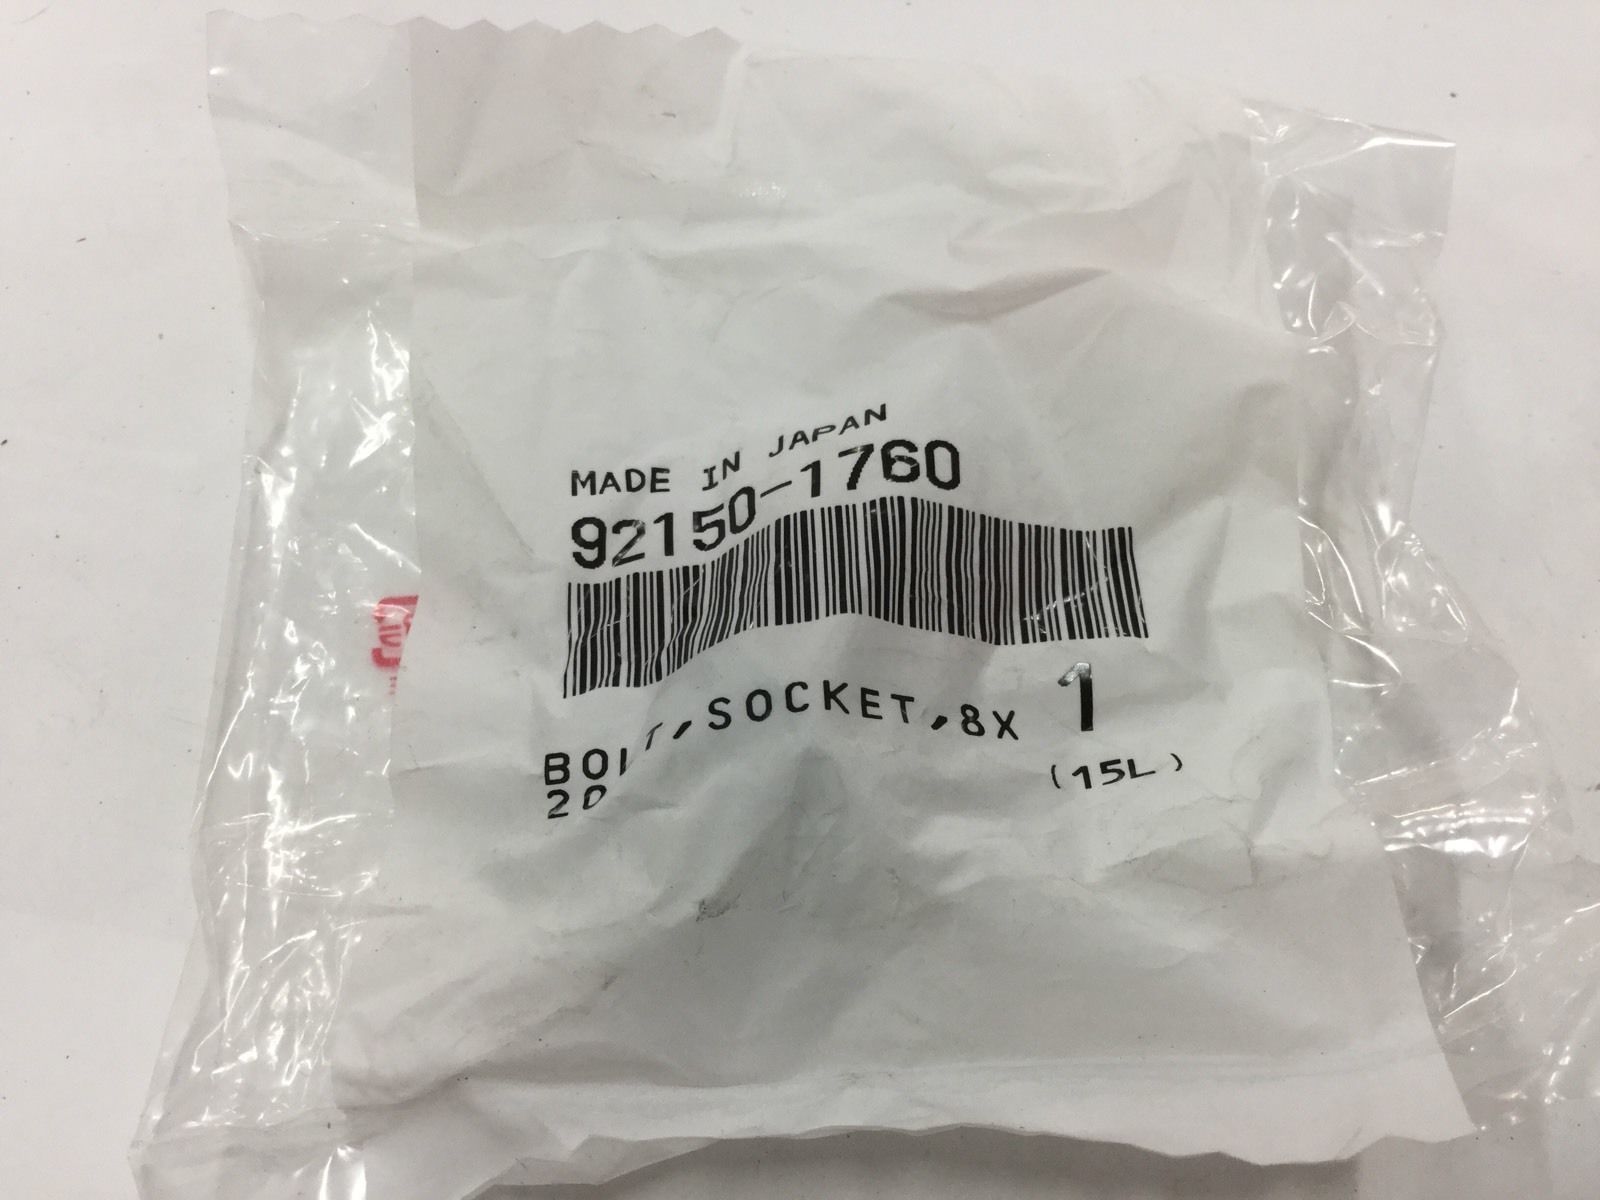 MADE IN JAPAN
92150-1760
BOLT,SOCKET,8X 1
20
(15L)